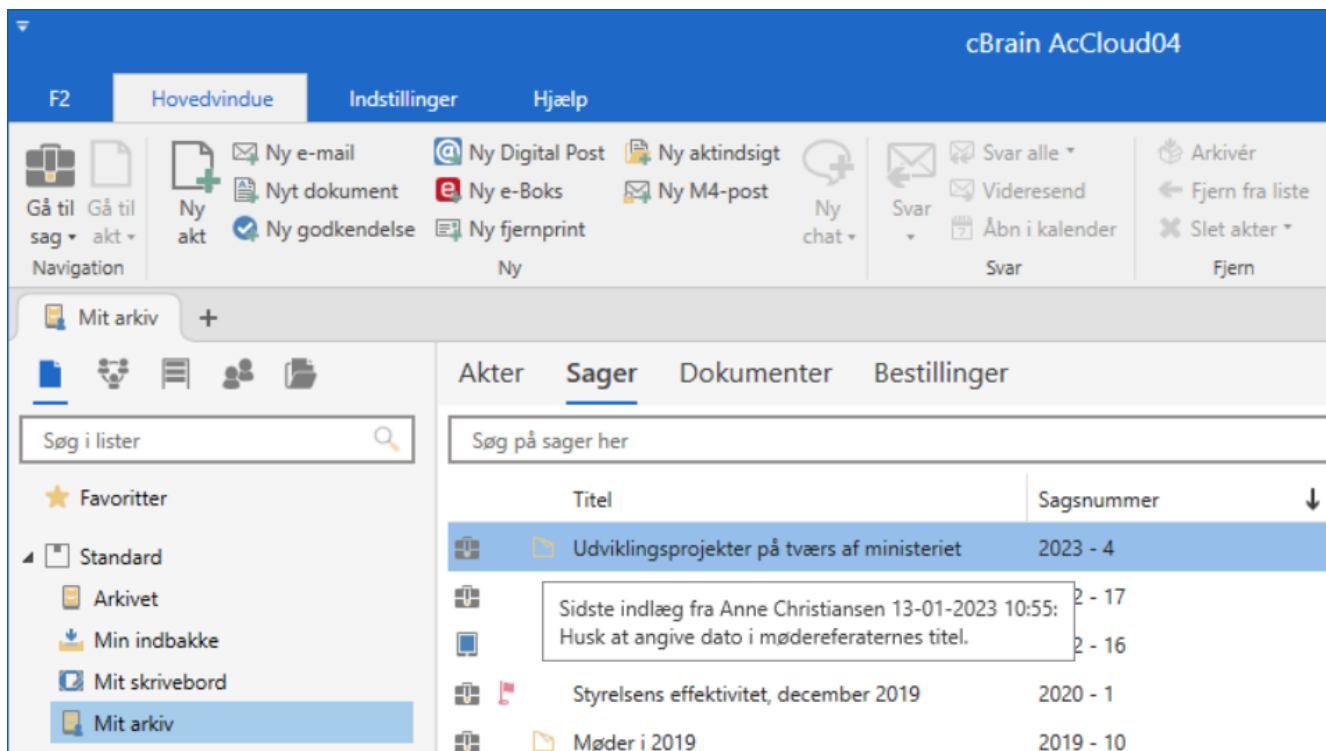 cBrain AcCloud04
F2 Hovedvindue Indstillinger Hjælp
Gå til sag
Gå til akt
Navigation
Ny akt
Ny e-mail
Nyt dokument
Ny godkendelse
Ny Digital Post
Ny e-Boks
Ny fjernprint
Ny aktindsigt
Ny M4-post
Ny chat
Ny
Svar
Svar alle
Videresend
Åbn i kalender
Svar
Arkivér
Fjern fra liste
Slet akter
Fjern
Mit arkiv +
Søg i lister
Favoritter
Standard
Arkivet
Min indbakke
Mit skrivebord
Mit arkiv
Akter Sager Dokumenter Bestillinger
Søg på sager her
Titel Sagsnummer
Udviklingsprojekter på tværs af ministeriet 2023 - 4
2 - 17
Sidste indlæg fra Anne Christiansen 13-01-2023 10:55:
Husk at angive dato i mødereferaternes titel.
2 - 16
Styrelsens effektivitet, december 2019 2020 - 1
Møder i 2019 2019 - 10